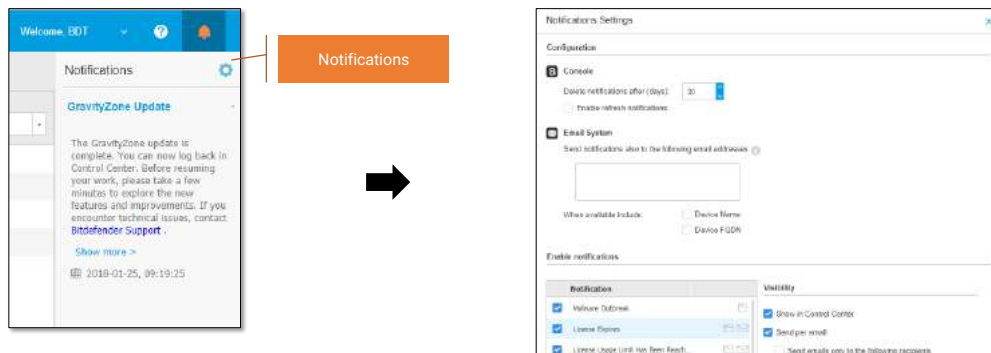 Welcome, BDT
Notifications
GravityZone Update
The GravityZone update is
complete. You can now log back in
Control Center. Before resuming
your work, please take a few
minutes to explore the new
features and improvements. If you
encounter technical issues, contact
Bitdefender Support .
Show more >
2018-01-25, 09:19:25
Notifications
Notifications Settings
Configuration
B Console
Delete notifications after (days): 30
Enable refresh notifications
Email System
Send notifications also to the following email addresses
When available include: Device Name
Device FQDN
Enable notifications
Notification
Malware Outbreak
License Expires
License Usage Limit Has Been Reach...
Visibility
Show in Control Center
Send per email
Send emails only to the following recipients